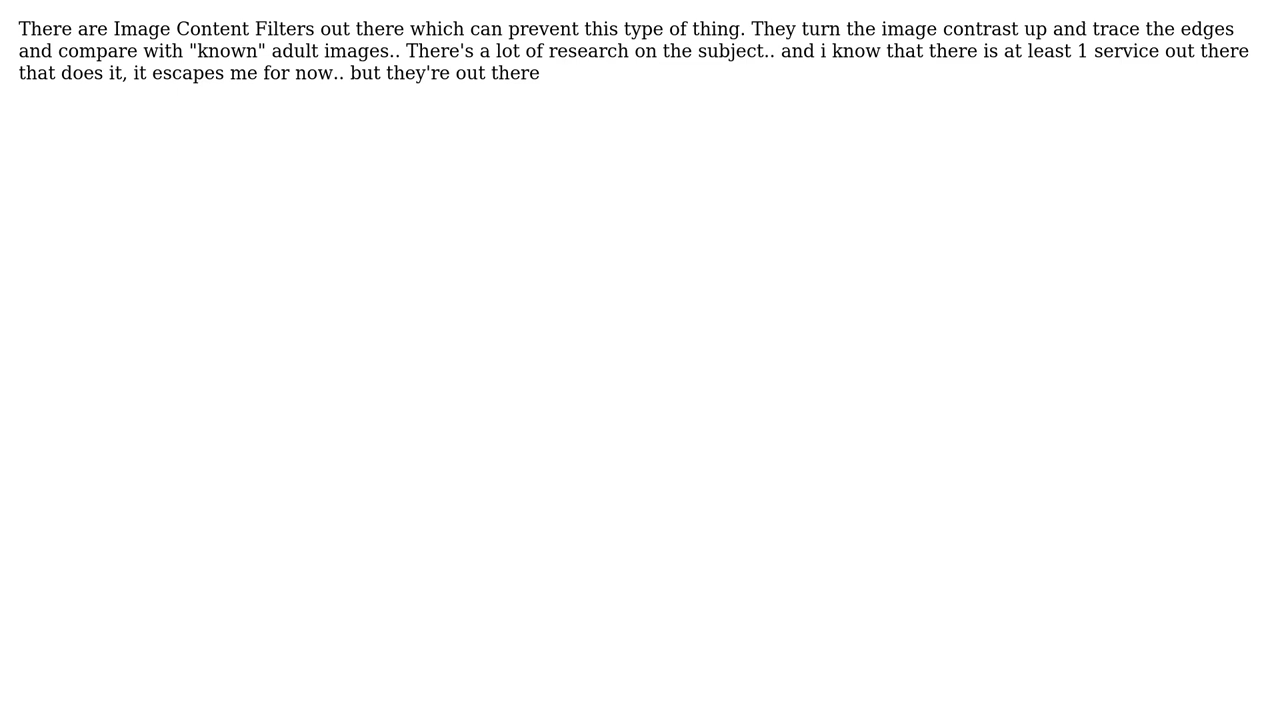 There are Image Content Filters out there which can prevent this type of thing. They turn the image contrast up and trace the edges
and compare with "known" adult images.. There's a lot of research on the subject.. and i know that there is at least 1 service out there
that does it, it escapes me for now.. but they're out there